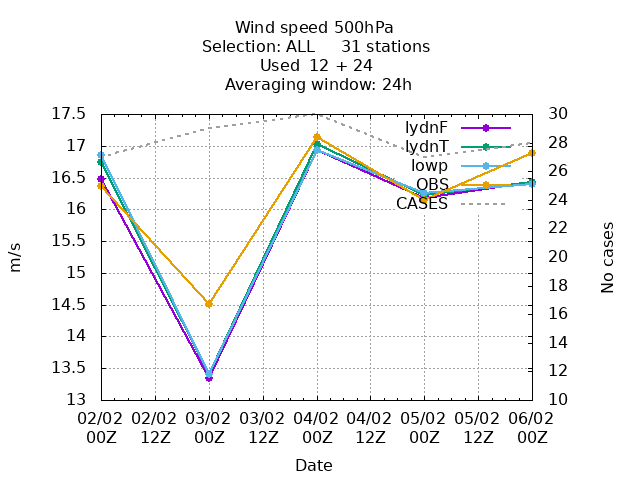 Wind speed 500hPa
Selection: ALL 31 stations
Used 12 + 24
Averaging window: 24h
17.5
17
16.5
16
15.5
15
14.5
14
13.5
13
m/s
30
28
26
24
22
20
18
16
14
12
10
No cases
lydnF
lydnT
lowp
OBS
CASES
02/02 02/02 03/02 03/02 04/02 04/02 05/02 05/02 06/02
00Z 12Z 00Z 12Z 00Z 12Z 00Z 12Z 00Z
Date